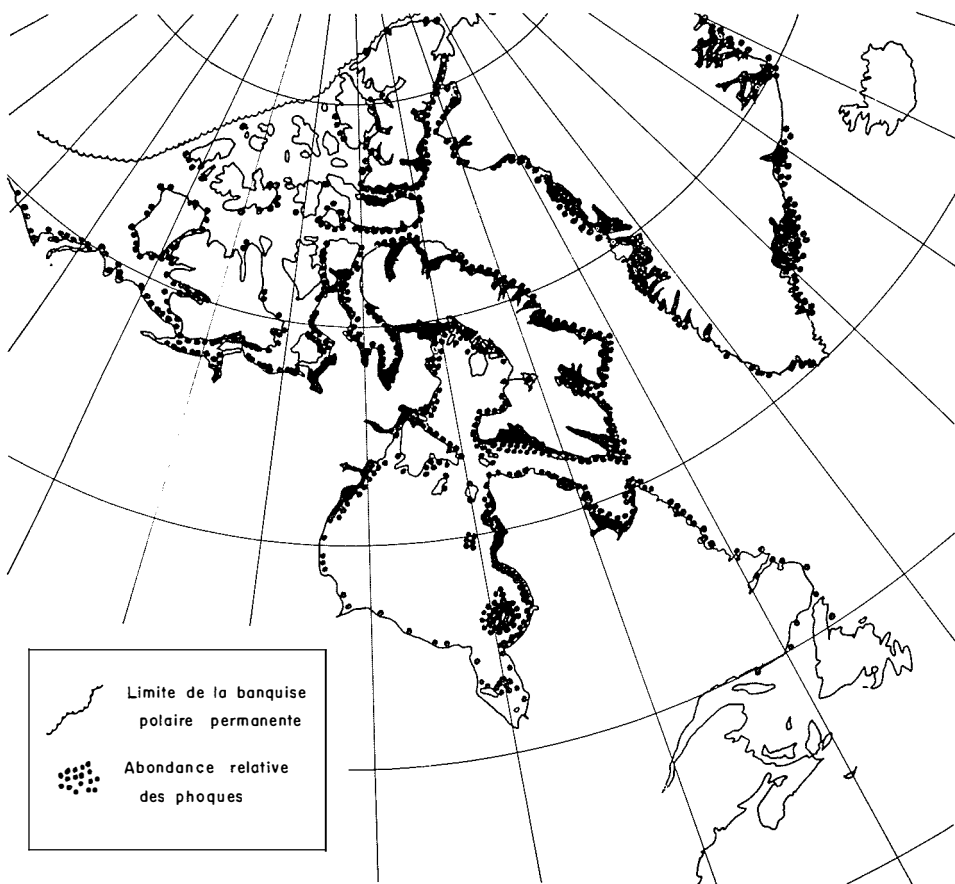 Limite de la banquise
polaire permanente
Abondance relative
des phoques